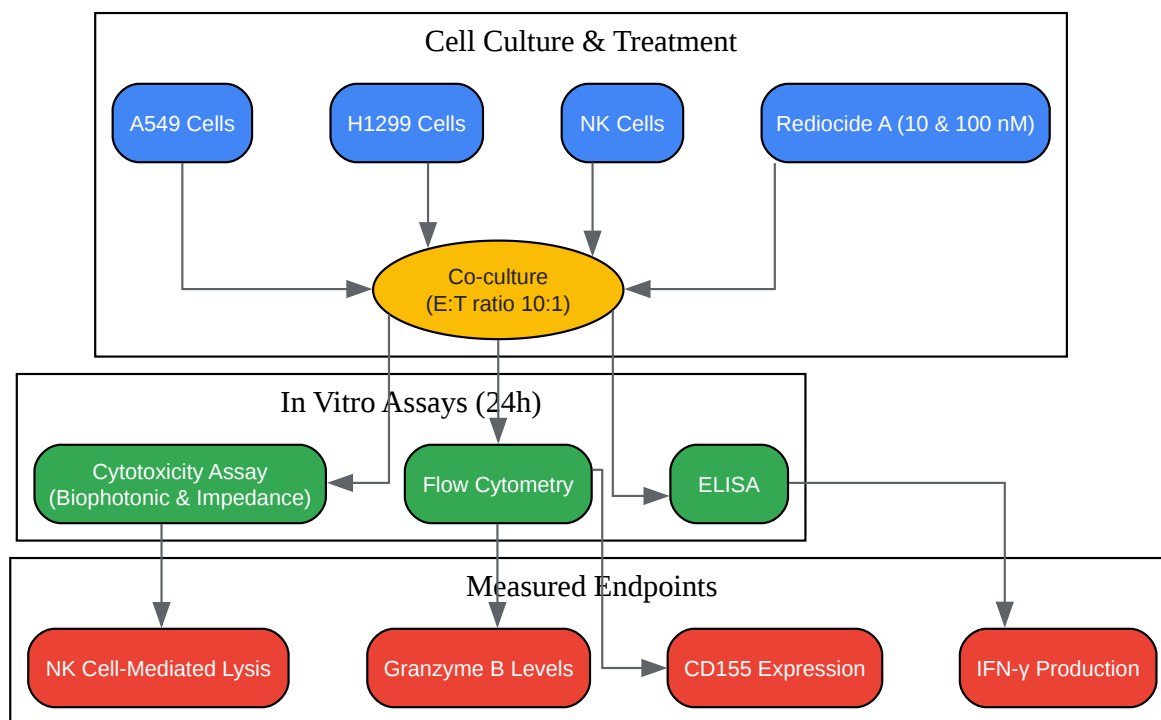 Cell Culture & Treatment
A549 Cells
H1299 Cells
NK Cells
Rediocide A (10 & 100 nM)
Co-culture
(E:T ratio 10:1)
In Vitro Assays (24h)
Cytotoxicity Assay
(Biophotonic & Impedance)
Flow Cytometry
ELISA
Measured Endpoints
NK Cell-Mediated Lysis
Granzyme B Levels
CD155 Expression
IFN-γ Production